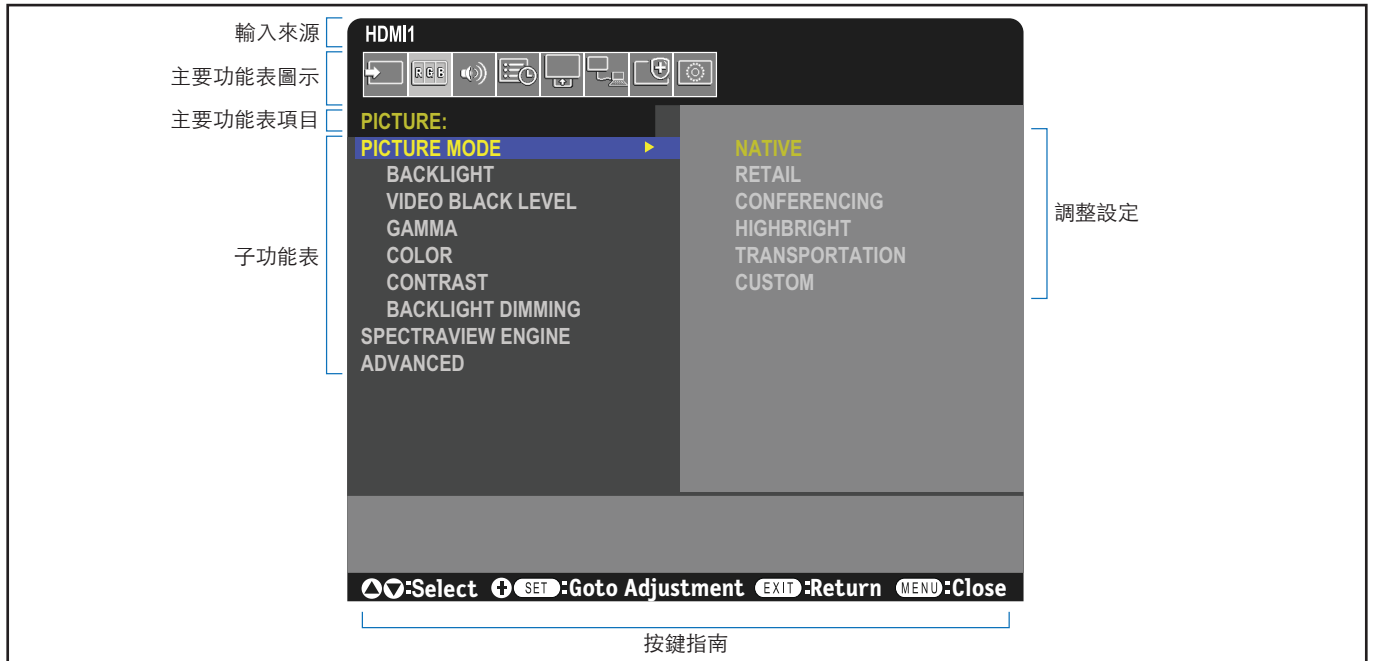 輸入來源
HDMI1
主要功能表圖示
RGB
主要功能表項目
PICTURE:
子功能表
PICTURE MODE
BACKLIGHT
VIDEO BLACK LEVEL
GAMMA
COLOR
CONTRAST
BACKLIGHT DIMMING
SPECTRAVIEW ENGINE
ADVANCED
NATIVE
RETAIL
CONFERENCING
HIGHBRIGHT
TRANSPORTATION
CUSTOM
調整設定
:Select SET:Goto Adjustment EXIT:Return MENU:Close
按鍵指南